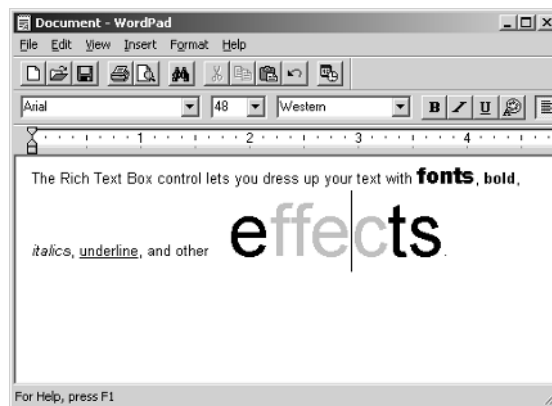 Document - WordPad
File Edit View Insert Format Help
Arial 48 Western B I U
1 2 3 4
The Rich Text Box control lets you dress up your text with fonts, bold,
italics, underline, and other effects.
For Help, press F1